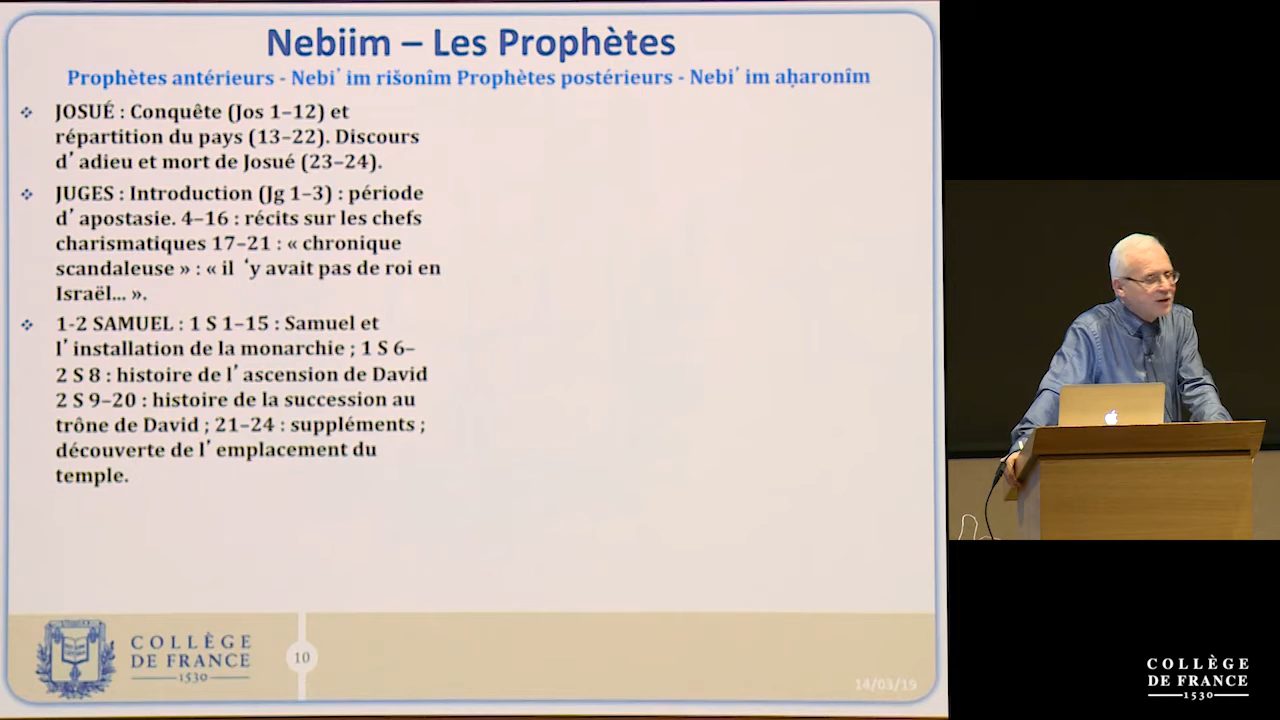 Nebiim – Les Prophètes
Prophètes antérieurs - Nebi’im rišonîm Prophètes postérieurs - Nebi’im aḥaronîm
❖ JOSUÉ : Conquête (Jos 1–12) et
répartition du pays (13–22). Discours
d’adieu et mort de Josué (23–24).
❖ JUGES : Introduction (Jg 1–3) : période
d’apostasie. 4–16 : récits sur les chefs
charismatiques 17–21 : « chronique
scandaleuse » : « il ‘y avait pas de roi en
Israël... ».
❖ 1-2 SAMUEL : 1 S 1–15 : Samuel et
l’installation de la monarchie ; 1 S 6–
2 S 8 : histoire de l’ascension de David
2 S 9–20 : histoire de la succession au
trône de David ; 21–24 : suppléments ;
découverte de l’emplacement du
temple.
COLLÈGE
DE FRANCE
1530
10
14/03/19
COLLÈGE
DE FRANCE
1530